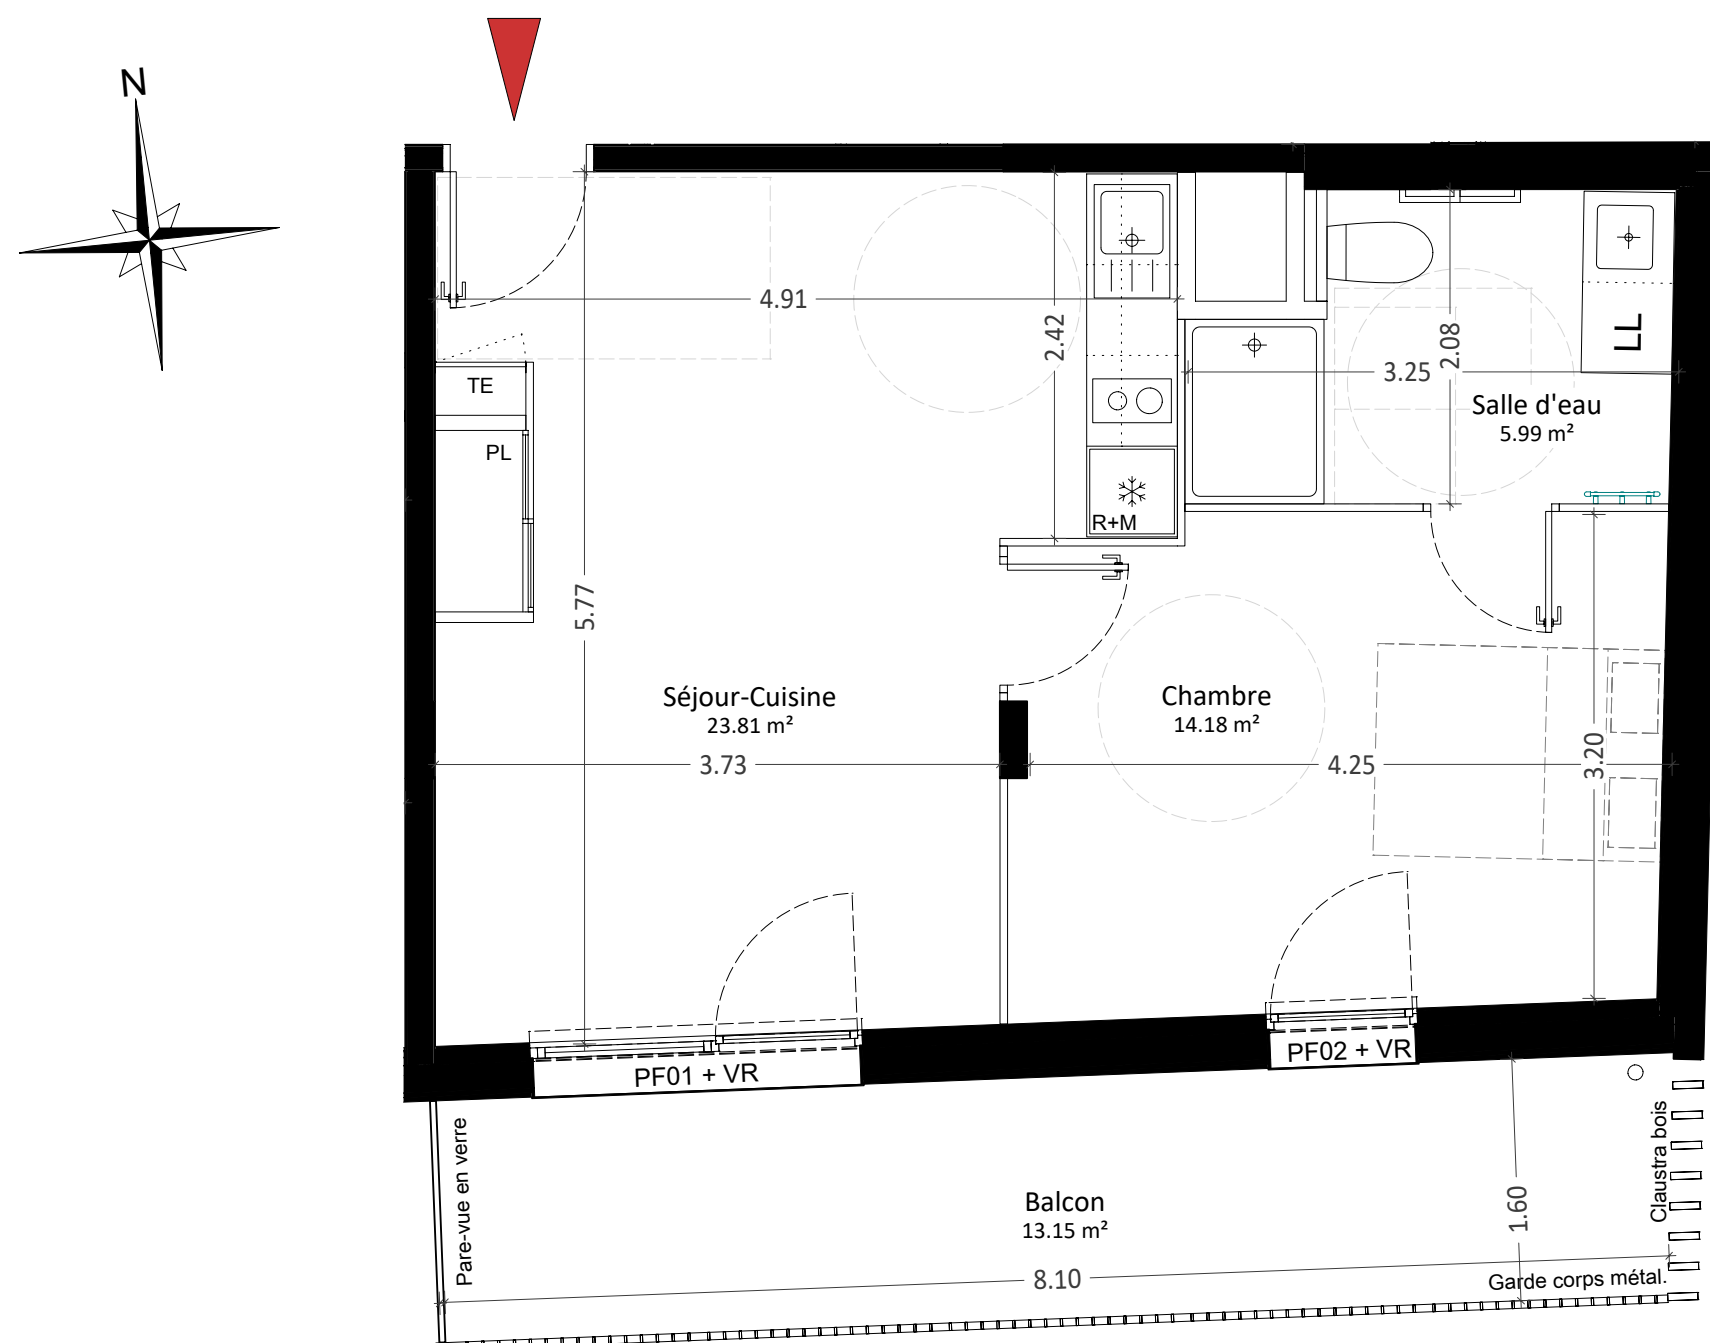 N
4.91
2.42
2.08
3.25
LL
Salle d'eau
5.99 m²
TE
PL
R+M
5.77
Séjour-Cuisine
23.81 m²
Chambre
14.18 m²
3.73
4.25
3.20
PF01 + VR
PF02 + VR
Pare-vue en verre
Claustra bois
Balcon
13.15 m²
1.60
8.10
Garde corps métal.